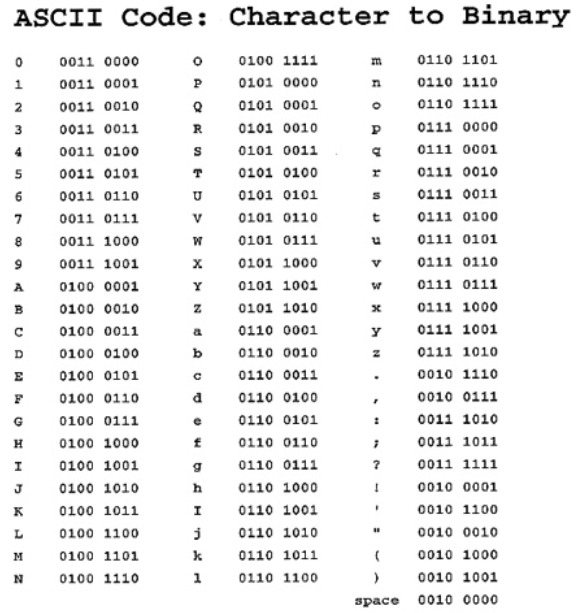 ASCII Code: Character to Binary
0 0011 0000 O 0100 1111 m 0110 1101
1 0011 0001 P 0101 0000 n 0110 1110
2 0011 0010 Q 0101 0001 o 0110 1111
3 0011 0011 R 0101 0010 p 0111 0000
4 0011 0100 S 0101 0011 q 0111 0001
5 0011 0101 T 0101 0100 r 0111 0010
6 0011 0110 U 0101 0101 s 0111 0011
7 0011 0111 V 0101 0110 t 0111 0100
8 0011 1000 W 0101 0111 u 0111 0101
9 0011 1001 X 0101 1000 v 0111 0110
A 0100 0001 Y 0101 1001 w 0111 0111
B 0100 0010 Z 0101 1010 x 0111 1000
C 0100 0011 a 0110 0001 y 0111 1001
D 0100 0100 b 0110 0010 z 0111 1010
E 0100 0101 c 0110 0011 . 0010 1110
F 0100 0110 d 0110 0100 , 0010 0111
G 0100 0111 e 0110 0101 : 0011 1010
H 0100 1000 f 0110 0110 ; 0011 1011
I 0100 1001 g 0110 0111 ? 0011 1111
J 0100 1010 h 0110 1000 ! 0010 0001
K 0100 1011 I 0110 1001 ' 0010 1100
L 0100 1100 j 0110 1010 " 0010 0010
M 0100 1101 k 0110 1011 ( 0010 1000
N 0100 1110 l 0110 1100 ) 0010 1001
space 0010 0000